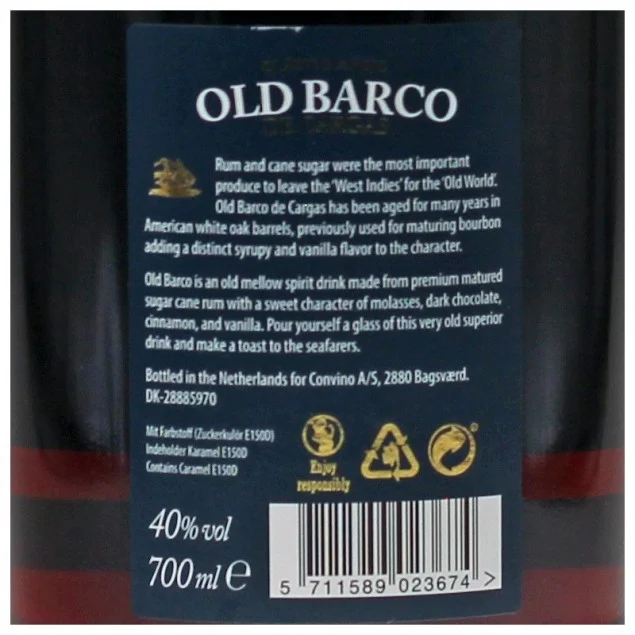 OLD BARCO
Rum and cane sugar were the most important
produce to leave the 'West Indies' for the 'Old World'.
Old Barco de Cargas has been aged for many years in
American white oak barrels, previously used for maturing bourbon
adding a distinct syrupy and vanilla flavor to the character.
Old Barco is an old mellow spirit drink made from premium matured
sugar cane rum with a sweet character of molasses, dark chocolate,
cinnamon, and vanilla. Pour yourself a glass of this very old superior
drink and make a toast to the seafarers.
Bottled in the Netherlands for Convino A/S, 2880 Bagsværd.
DK-28885970
Mit Farbstoff (Zuckerkulör E150D)
Indeholder Karamel E150D
Contains Caramel E150D
Enjoy
responsibly
40% vol
700 ml e
5 711589 023674 >